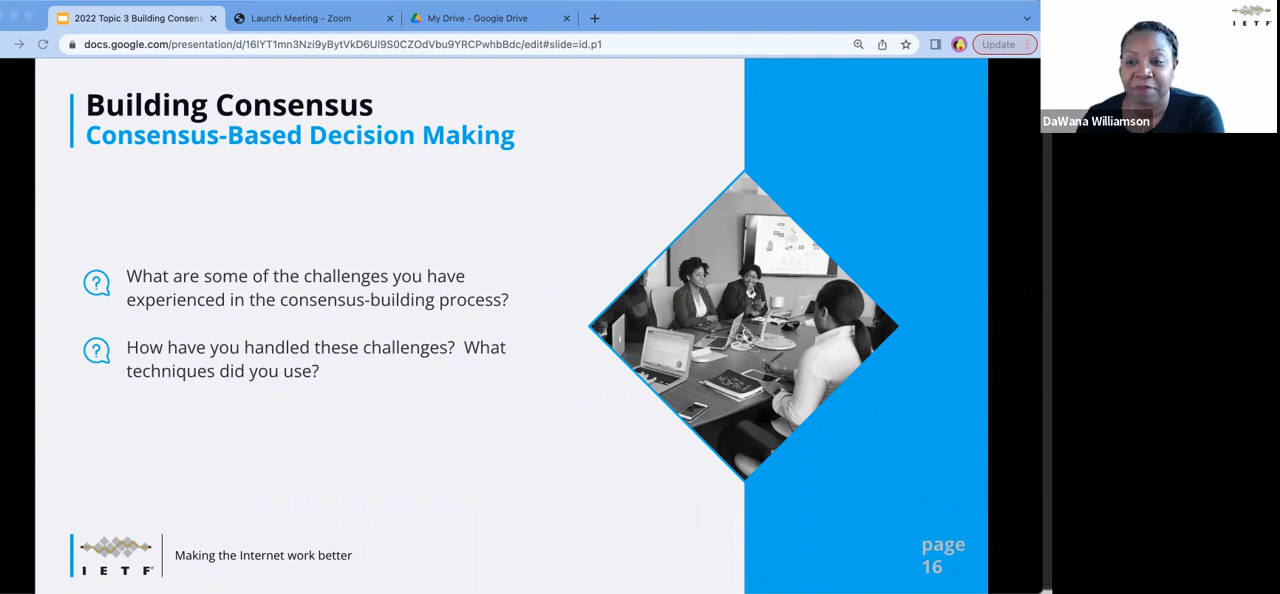 2022 Topic 3 Building Consens
Launch Meeting - Zoom
My Drive - Google Drive
docs.google.com/presentation/d/16lYT1mn3Nzi9yBytVkD6Ul9S0CZOdVbu9YRCPwhbBdc/edit#slide=id.p1
Update
IETF
DaWana Williamson
Building Consensus
Consensus-Based Decision Making
What are some of the challenges you have
experienced in the consensus-building process?
How have you handled these challenges?  What
techniques did you use?
IETF®
Making the Internet work better
page
16